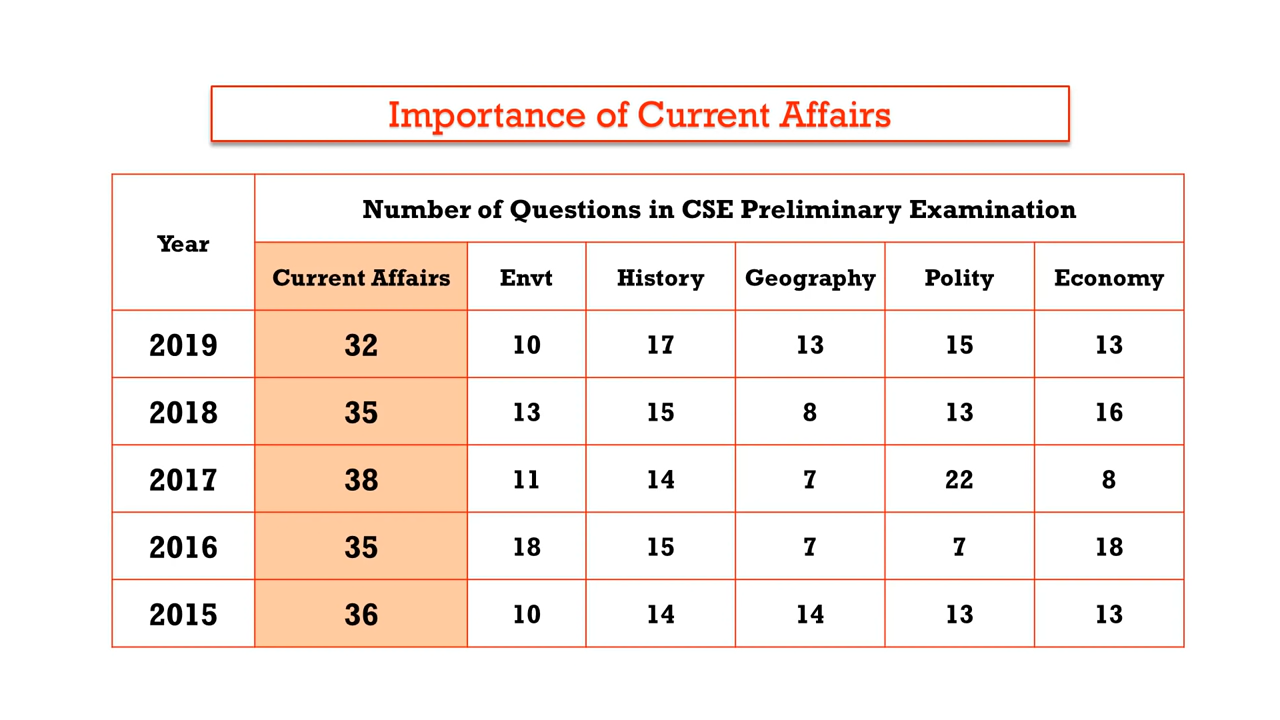 Importance of Current Affairs
Year
Number of Questions in CSE Preliminary Examination
Current Affairs Envt History Geography Polity Economy
2019 32 10 17 13 15 13
2018 35 13 15 8 13 16
2017 38 11 14 7 22 8
2016 35 18 15 7 7 18
2015 36 10 14 14 13 13